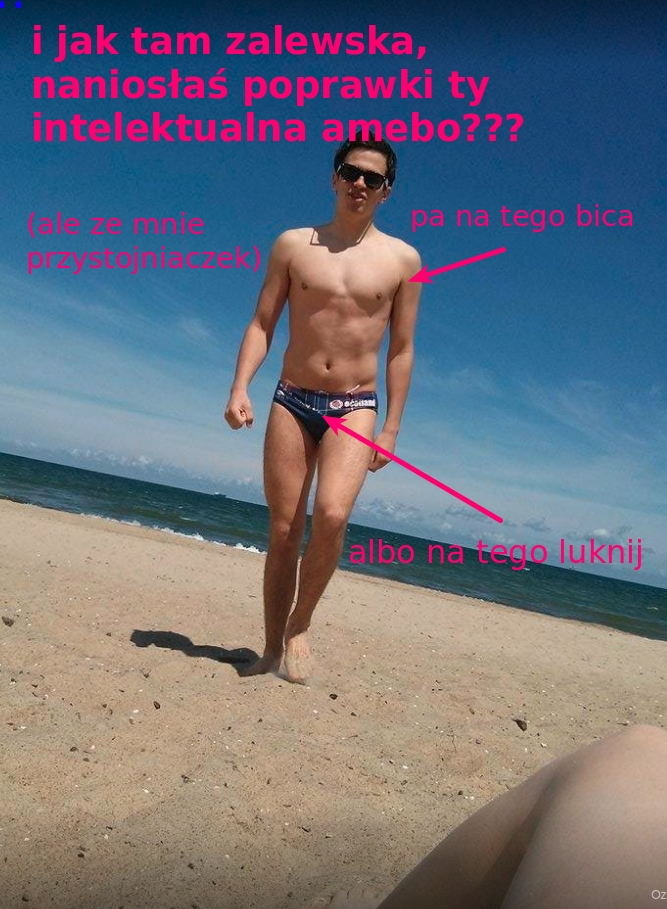 i jak tam zalewska,
naniosłaś poprawki ty
intelektualna amebo???
(ale ze mnie
przystojniaczek)
pa na tego bica
albo na tego luknij
Oz